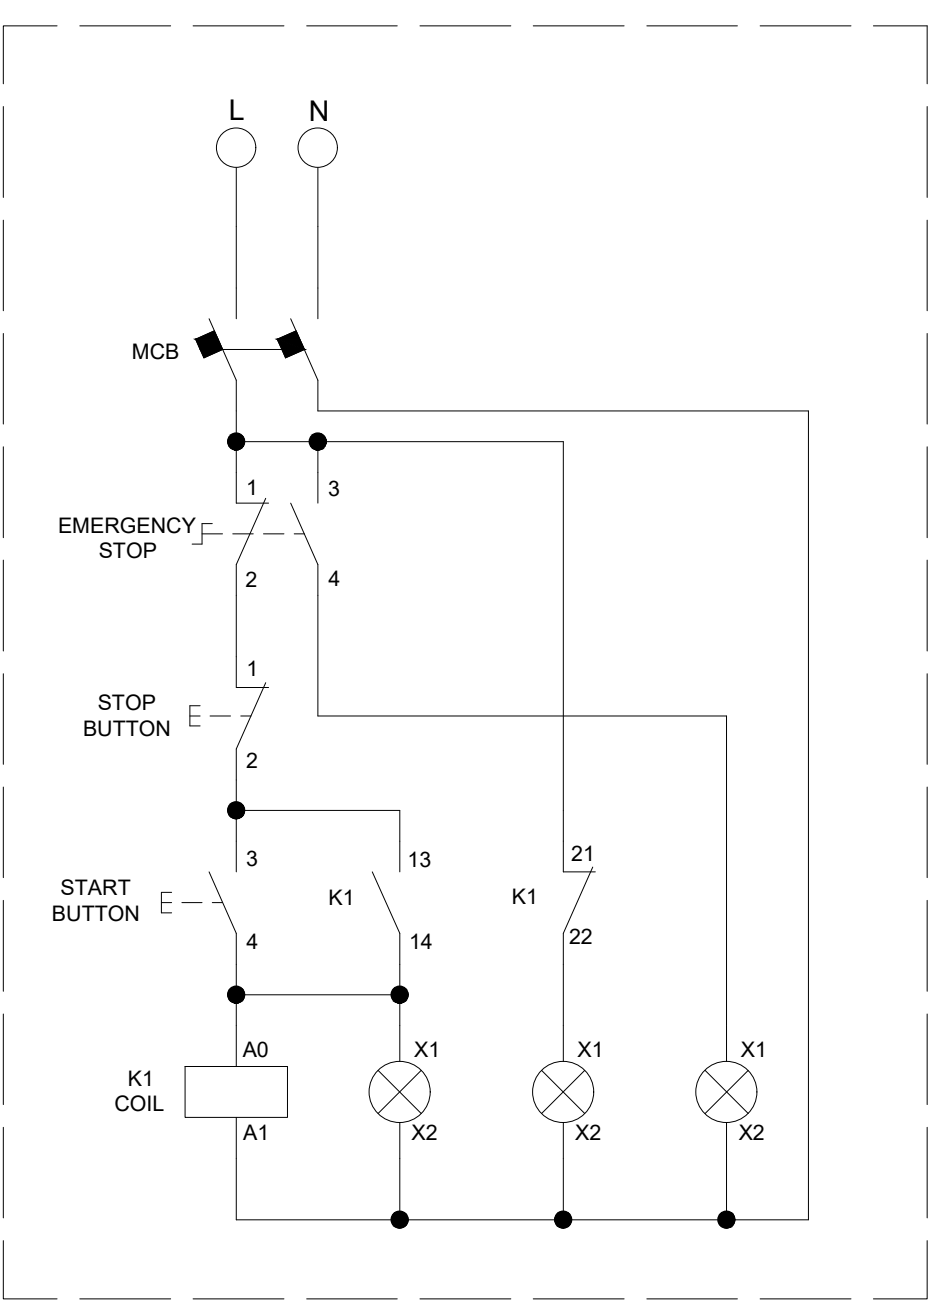 L N
MCB
1 3
EMERGENCY
STOP
2 4
1
STOP
BUTTON
2
3 13 21
START
BUTTON
K1
K1
4 14 22
A0 X1 X1 X1
K1
COIL
A1 X2 X2 X2